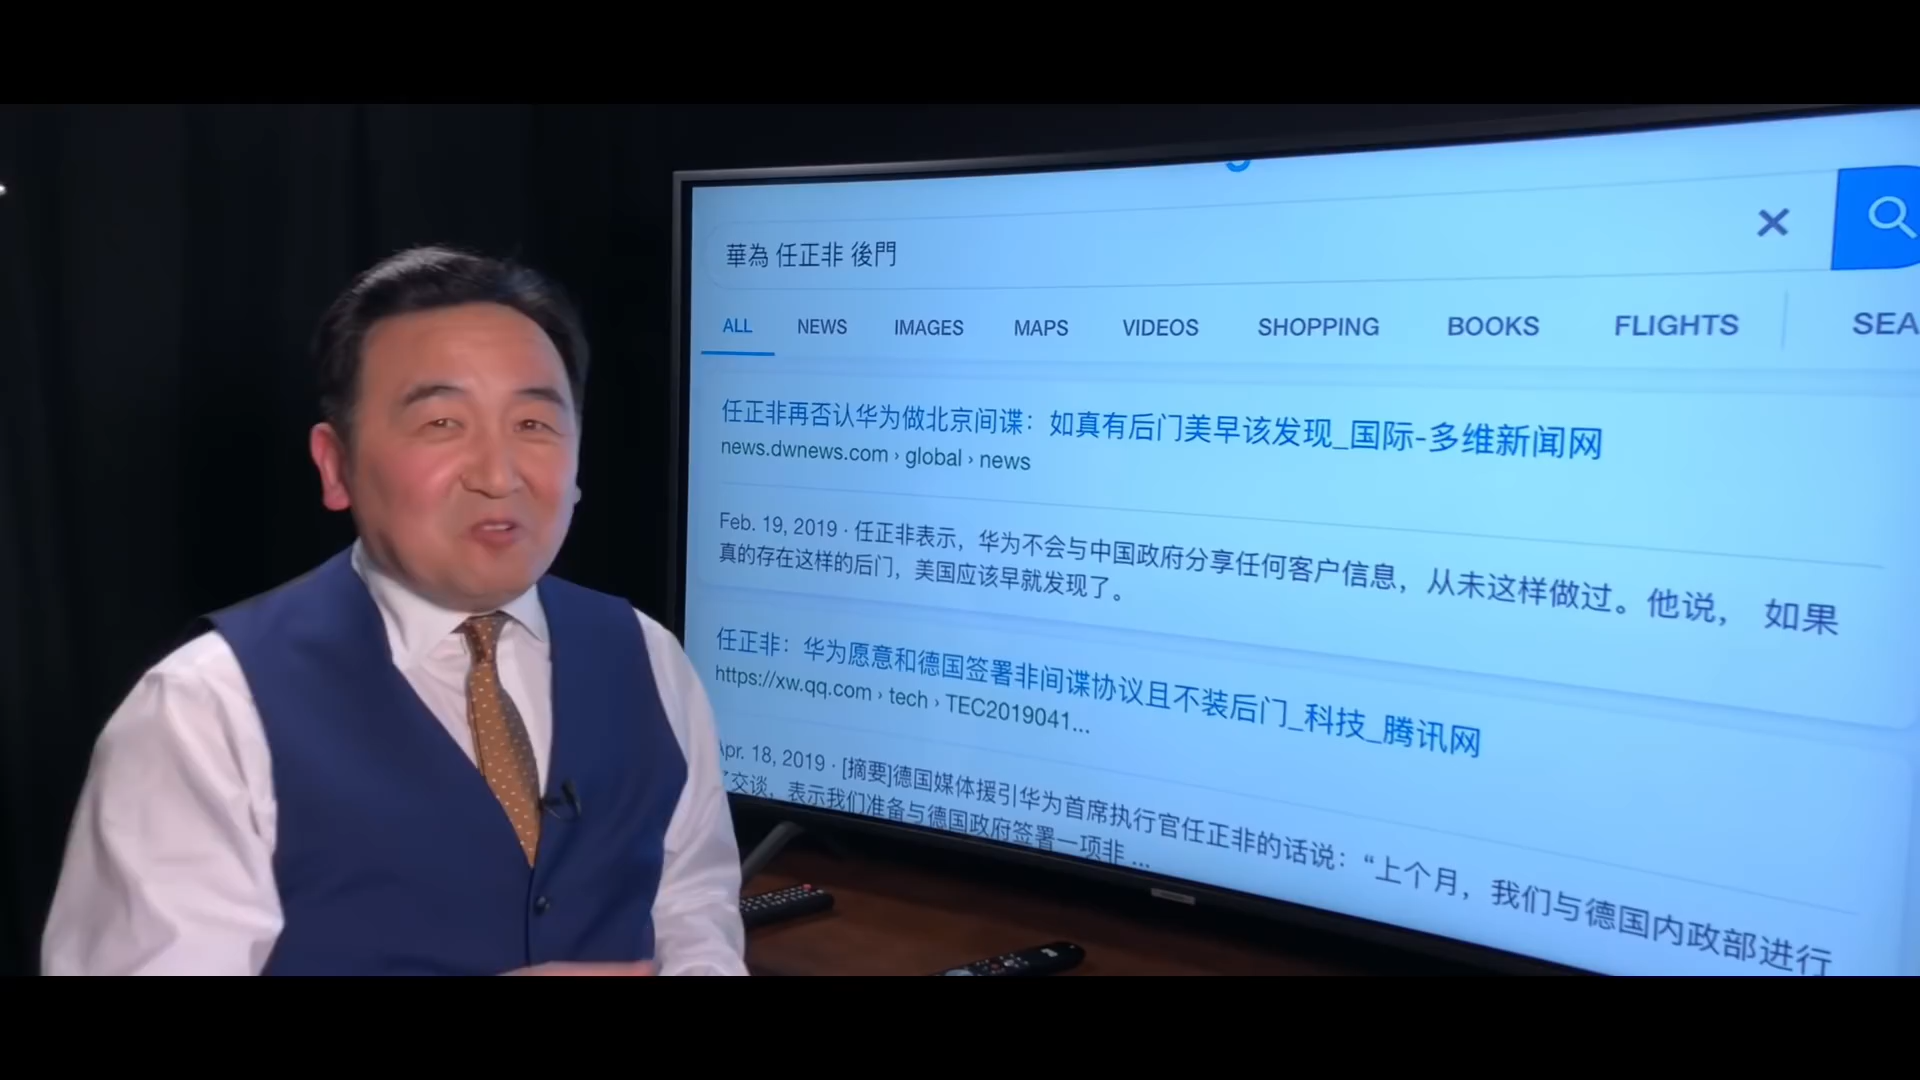 華為 任正非 後門
ALL NEWS IMAGES MAPS VIDEOS SHOPPING BOOKS FLIGHTS SEA
任正非再否认华为做北京间谍：如真有后门美早该发现_国际-多维新闻网
news.dwnews.com › global › news
Feb. 19, 2019 · 任正非表示，华为不会与中国政府分享任何客户信息，从未这样做过。他说， 如果
真的存在这样的后门，美国应该早就发现了。
任正非：华为愿意和德国签署非间谍协议且不装后门_科技_腾讯网
https://xw.qq.com › tech › TEC2019041...
Apr. 18, 2019 · [摘要]德国媒体援引华为首席执行官任正非的话说：“上个月，我们与德国内政部进行
了交谈，表示我们准备与德国政府签署一项非 ...